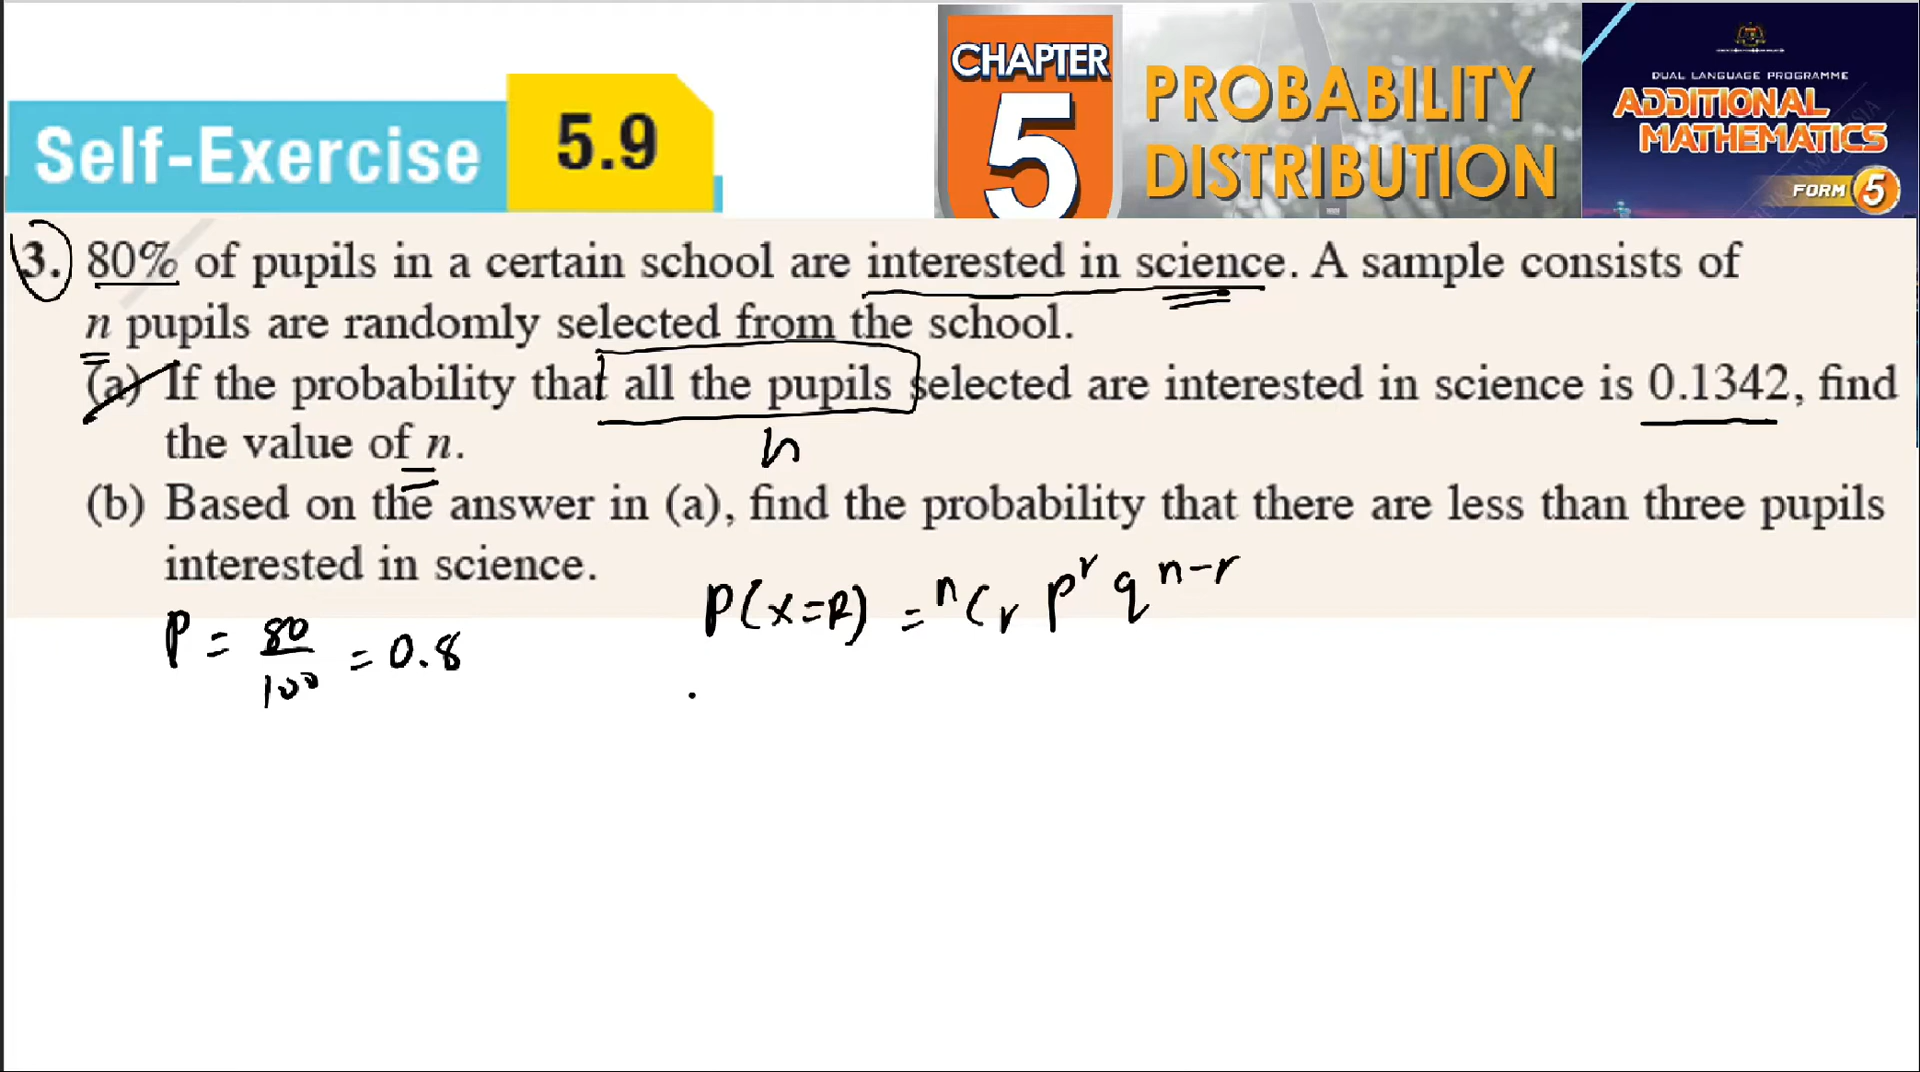 CHAPTER 5
PROBABILITY
DISTRIBUTION
DUAL LANGUAGE PROGRAMME
ADDITIONAL
MATHEMATICS
FORM 5
Self-Exercise 5.9
3. 80% of pupils in a certain school are interested in science. A sample consists of
n pupils are randomly selected from the school.
(a) If the probability that all the pupils selected are interested in science is 0.1342, find
the value of n.
n
(b) Based on the answer in (a), find the probability that there are less than three pupils
interested in science.
P(X=R) = ⁿCᵣ pʳ qⁿ⁻ʳ
P = 80/100 = 0.8